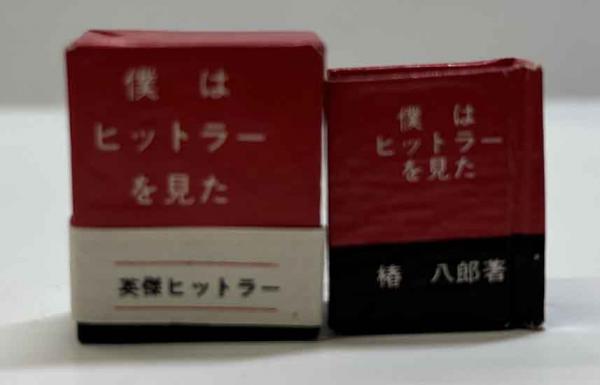 僕は
ヒットラー
を見た
英傑ヒットラー
僕は
ヒットラー
を見た
椿 八郎著